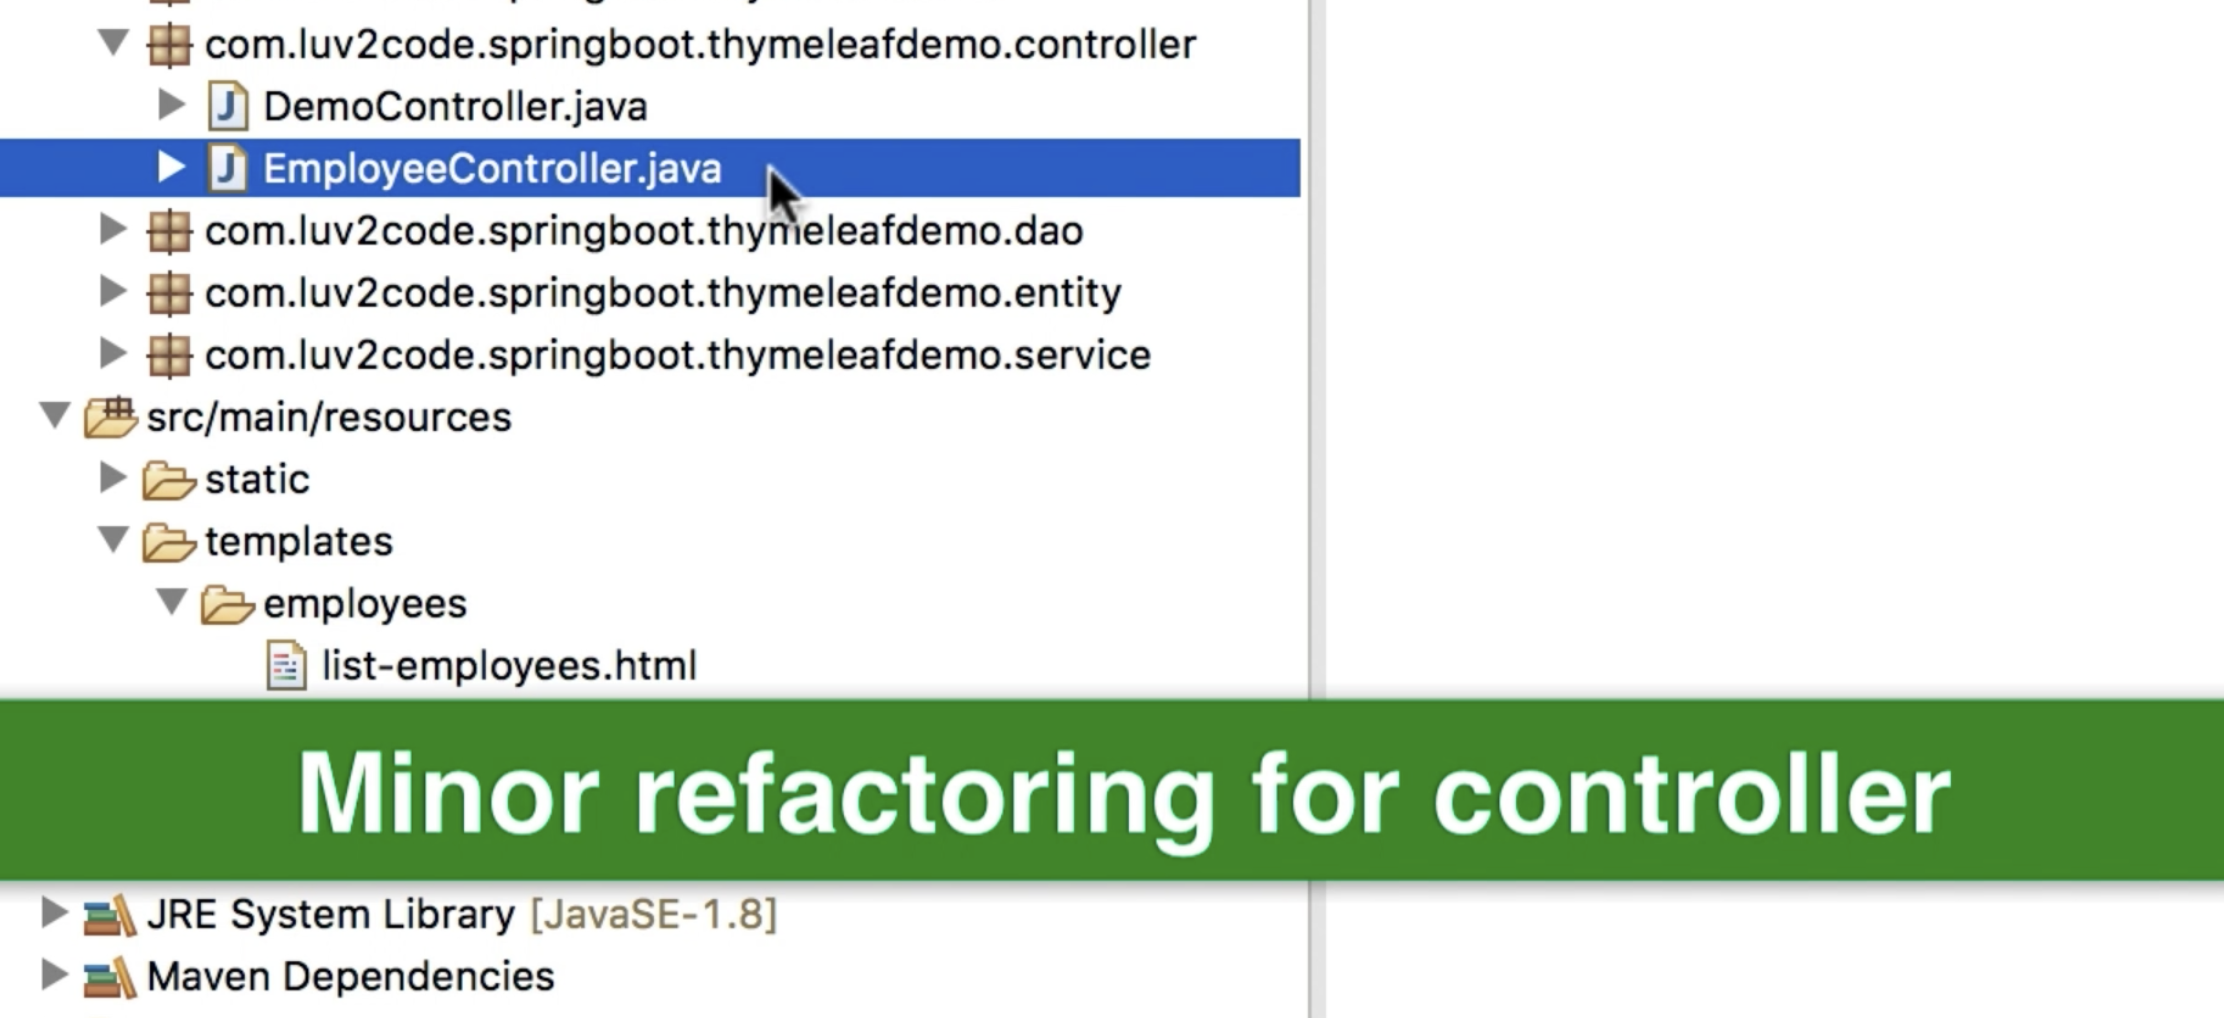 com.luv2code.springboot.thymeleafdemo.controller
DemoController.java
EmployeeController.java
com.luv2code.springboot.thymeleafdemo.dao
com.luv2code.springboot.thymeleafdemo.entity
com.luv2code.springboot.thymeleafdemo.service
src/main/resources
static
templates
employees
list-employees.html
Minor refactoring for controller
JRE System Library [JavaSE-1.8]
Maven Dependencies